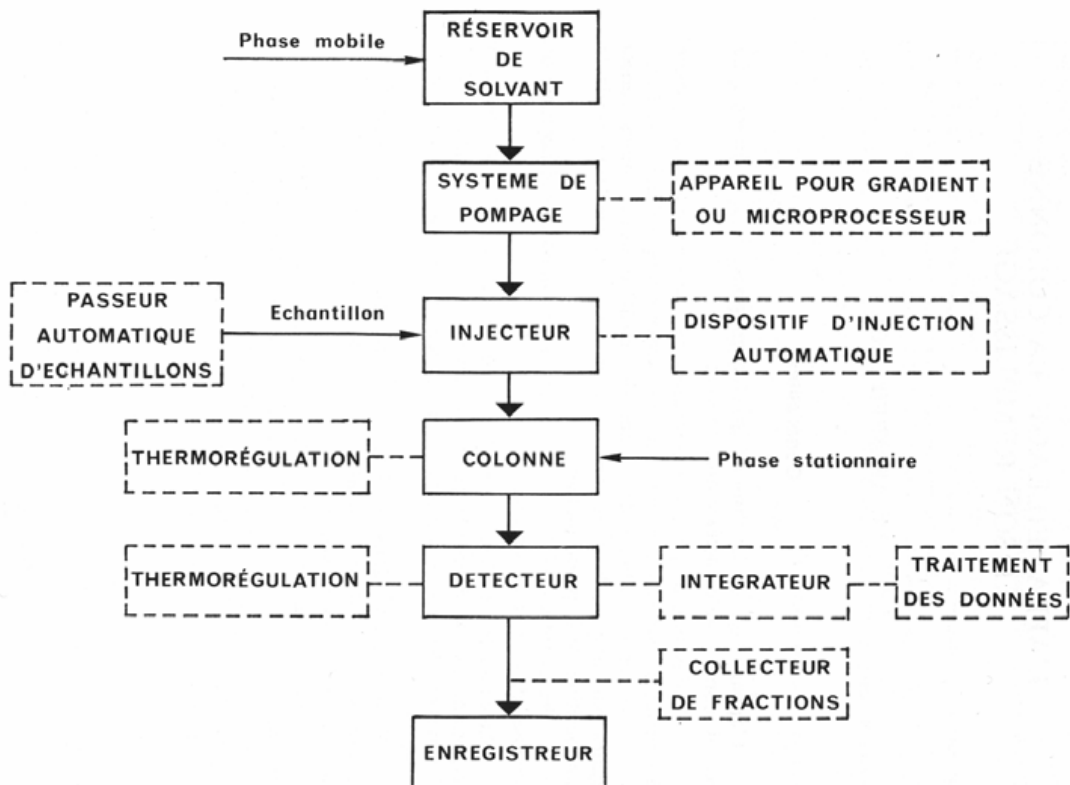 Phase mobile
RÉSERVOIR
DE
SOLVANT
SYSTEME DE
POMPAGE
APPAREIL POUR GRADIENT
OU MICROPROCESSEUR
PASSEUR
AUTOMATIQUE
D'ECHANTILLONS
Echantillon
INJECTEUR
DISPOSITIF D'INJECTION
AUTOMATIQUE
THERMORÉGULATION
COLONNE
Phase stationnaire
THERMORÉGULATION
DÉTECTEUR
INTEGRATEUR
TRAITEMENT
DES DONNÉES
COLLECTEUR
DE FRACTIONS
ENREGISTREUR